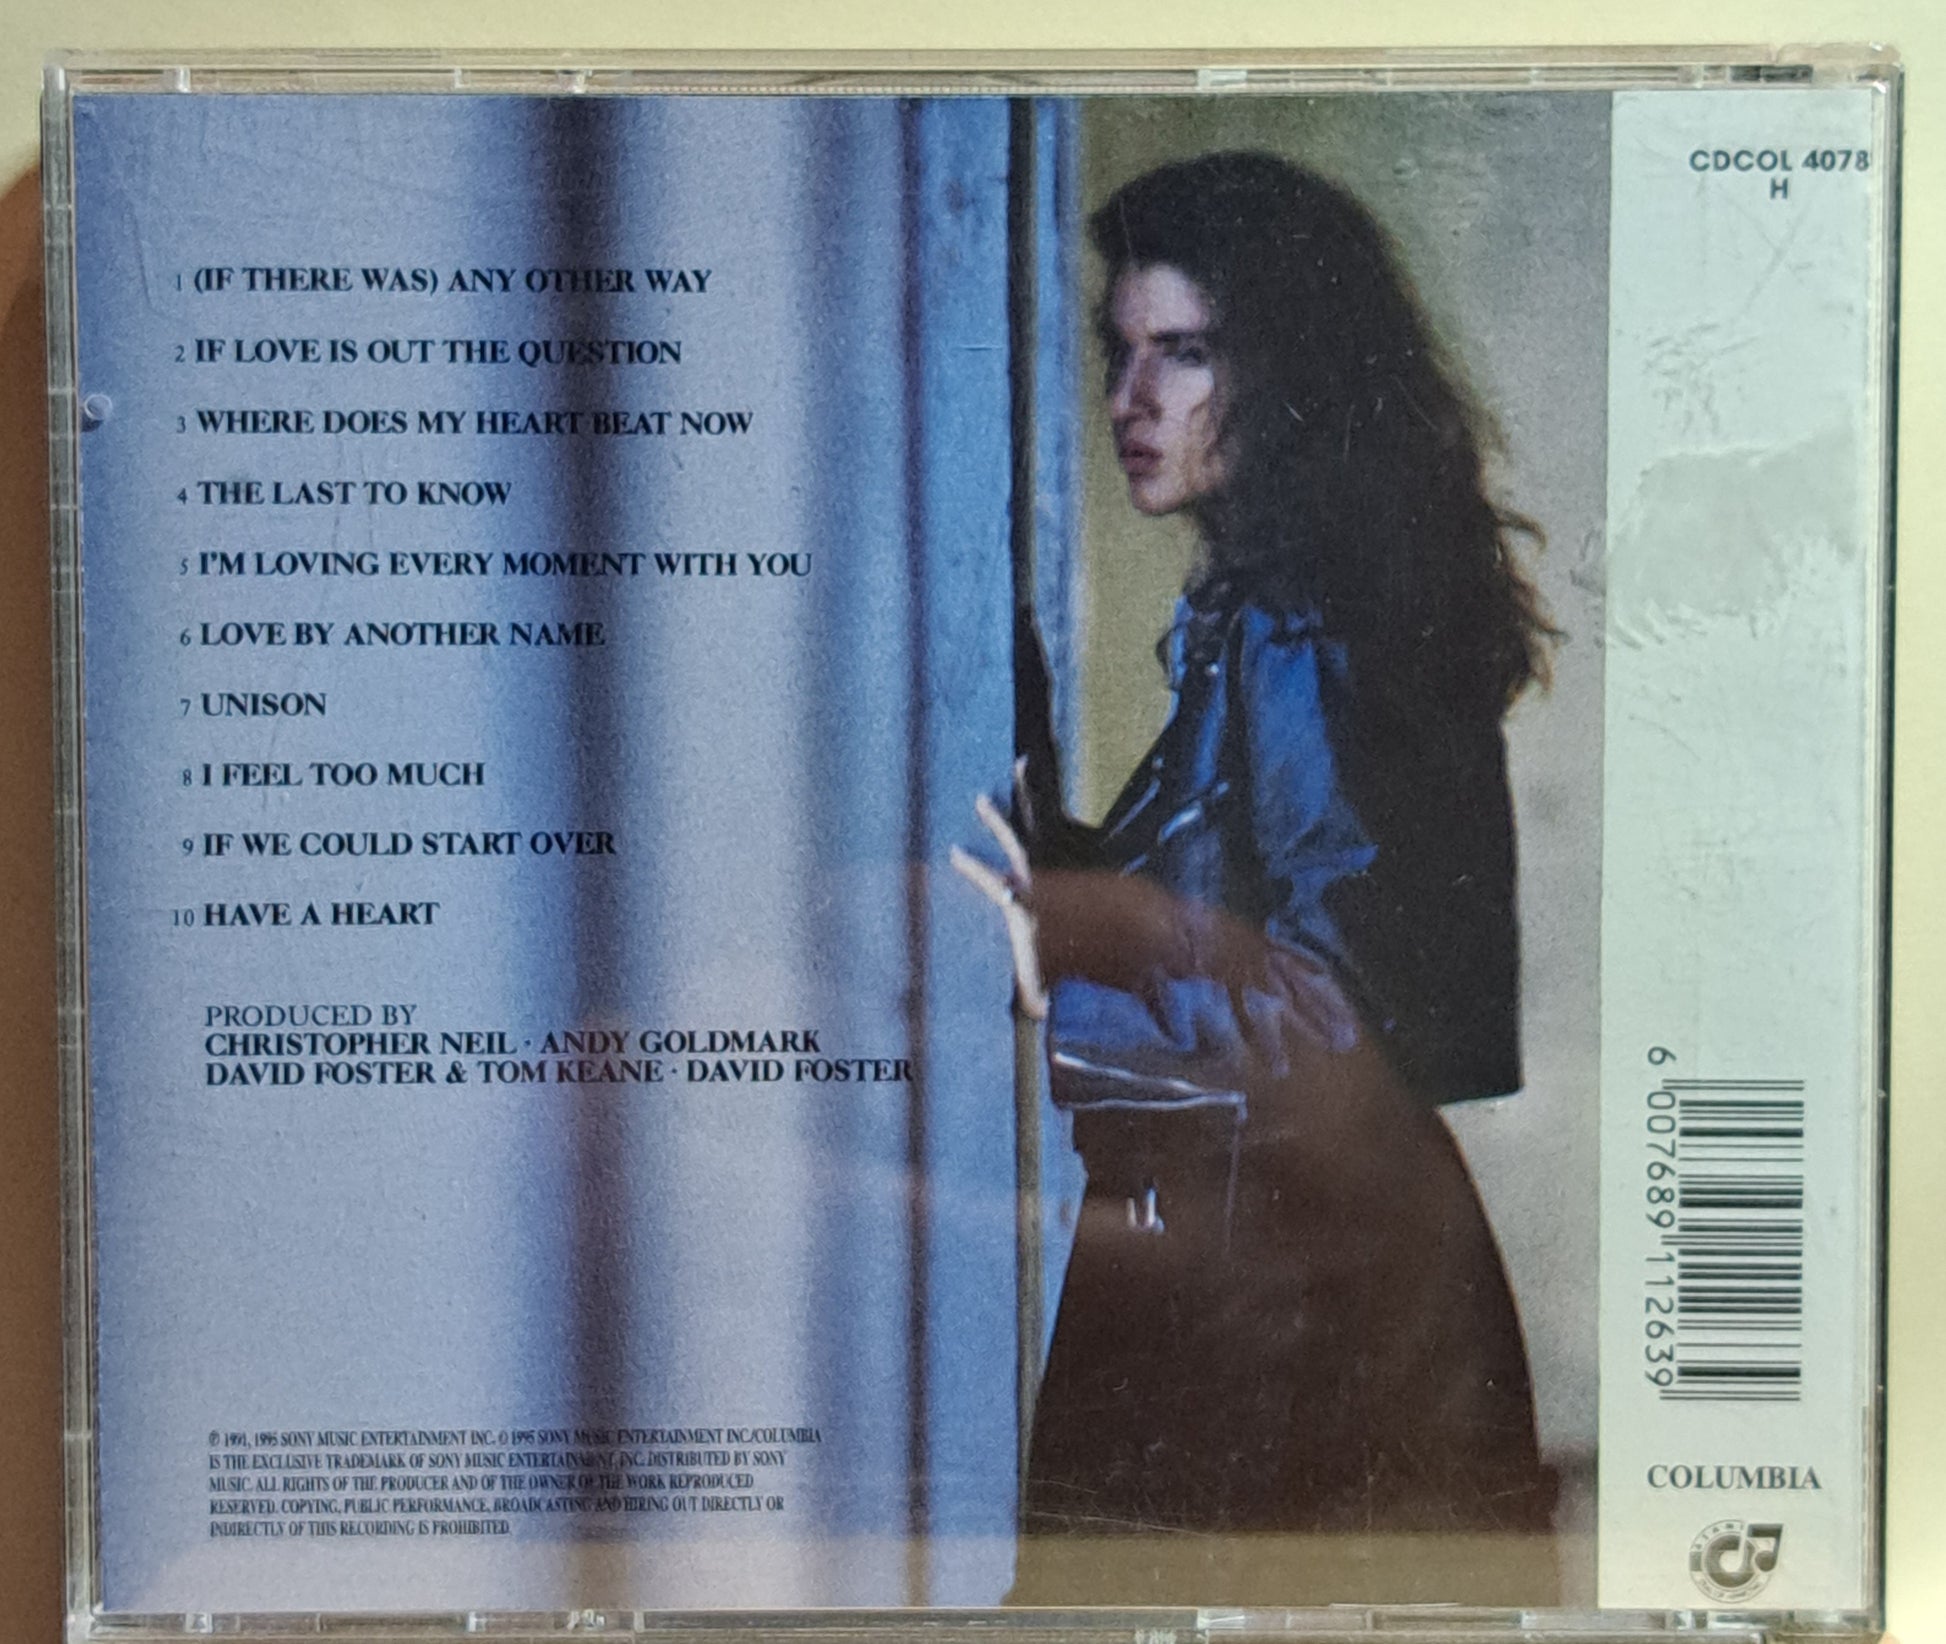 CDCOL 4078
H
1 (IF THERE WAS) ANY OTHER WAY
2 IF LOVE IS OUT THE QUESTION
3 WHERE DOES MY HEART BEAT NOW
4 THE LAST TO KNOW
5 I'M LOVING EVERY MOMENT WITH YOU
6 LOVE BY ANOTHER NAME
7 UNISON
8 I FEEL TOO MUCH
9 IF WE COULD START OVER
10 HAVE A HEART
PRODUCED BY
CHRISTOPHER NEIL · ANDY GOLDMARK
DAVID FOSTER & TOM KEANE · DAVID FOSTER
℗ 1991, 1995 SONY MUSIC ENTERTAINMENT INC. © 1995 SONY MUSIC ENTERTAINMENT INC./COLUMBIA
IS THE EXCLUSIVE TRADEMARK OF SONY MUSIC ENTERTAINMENT, INC. DISTRIBUTED BY SONY
MUSIC. ALL RIGHTS OF THE PRODUCER AND OF THE OWNER OF THE WORK REPRODUCED
RESERVED. COPYING, PUBLIC PERFORMANCE, BROADCASTING AND HIRING OUT DIRECTLY OR
INDIRECTLY OF THIS RECORDING IS PROHIBITED.
6 007689 112639
COLUMBIA